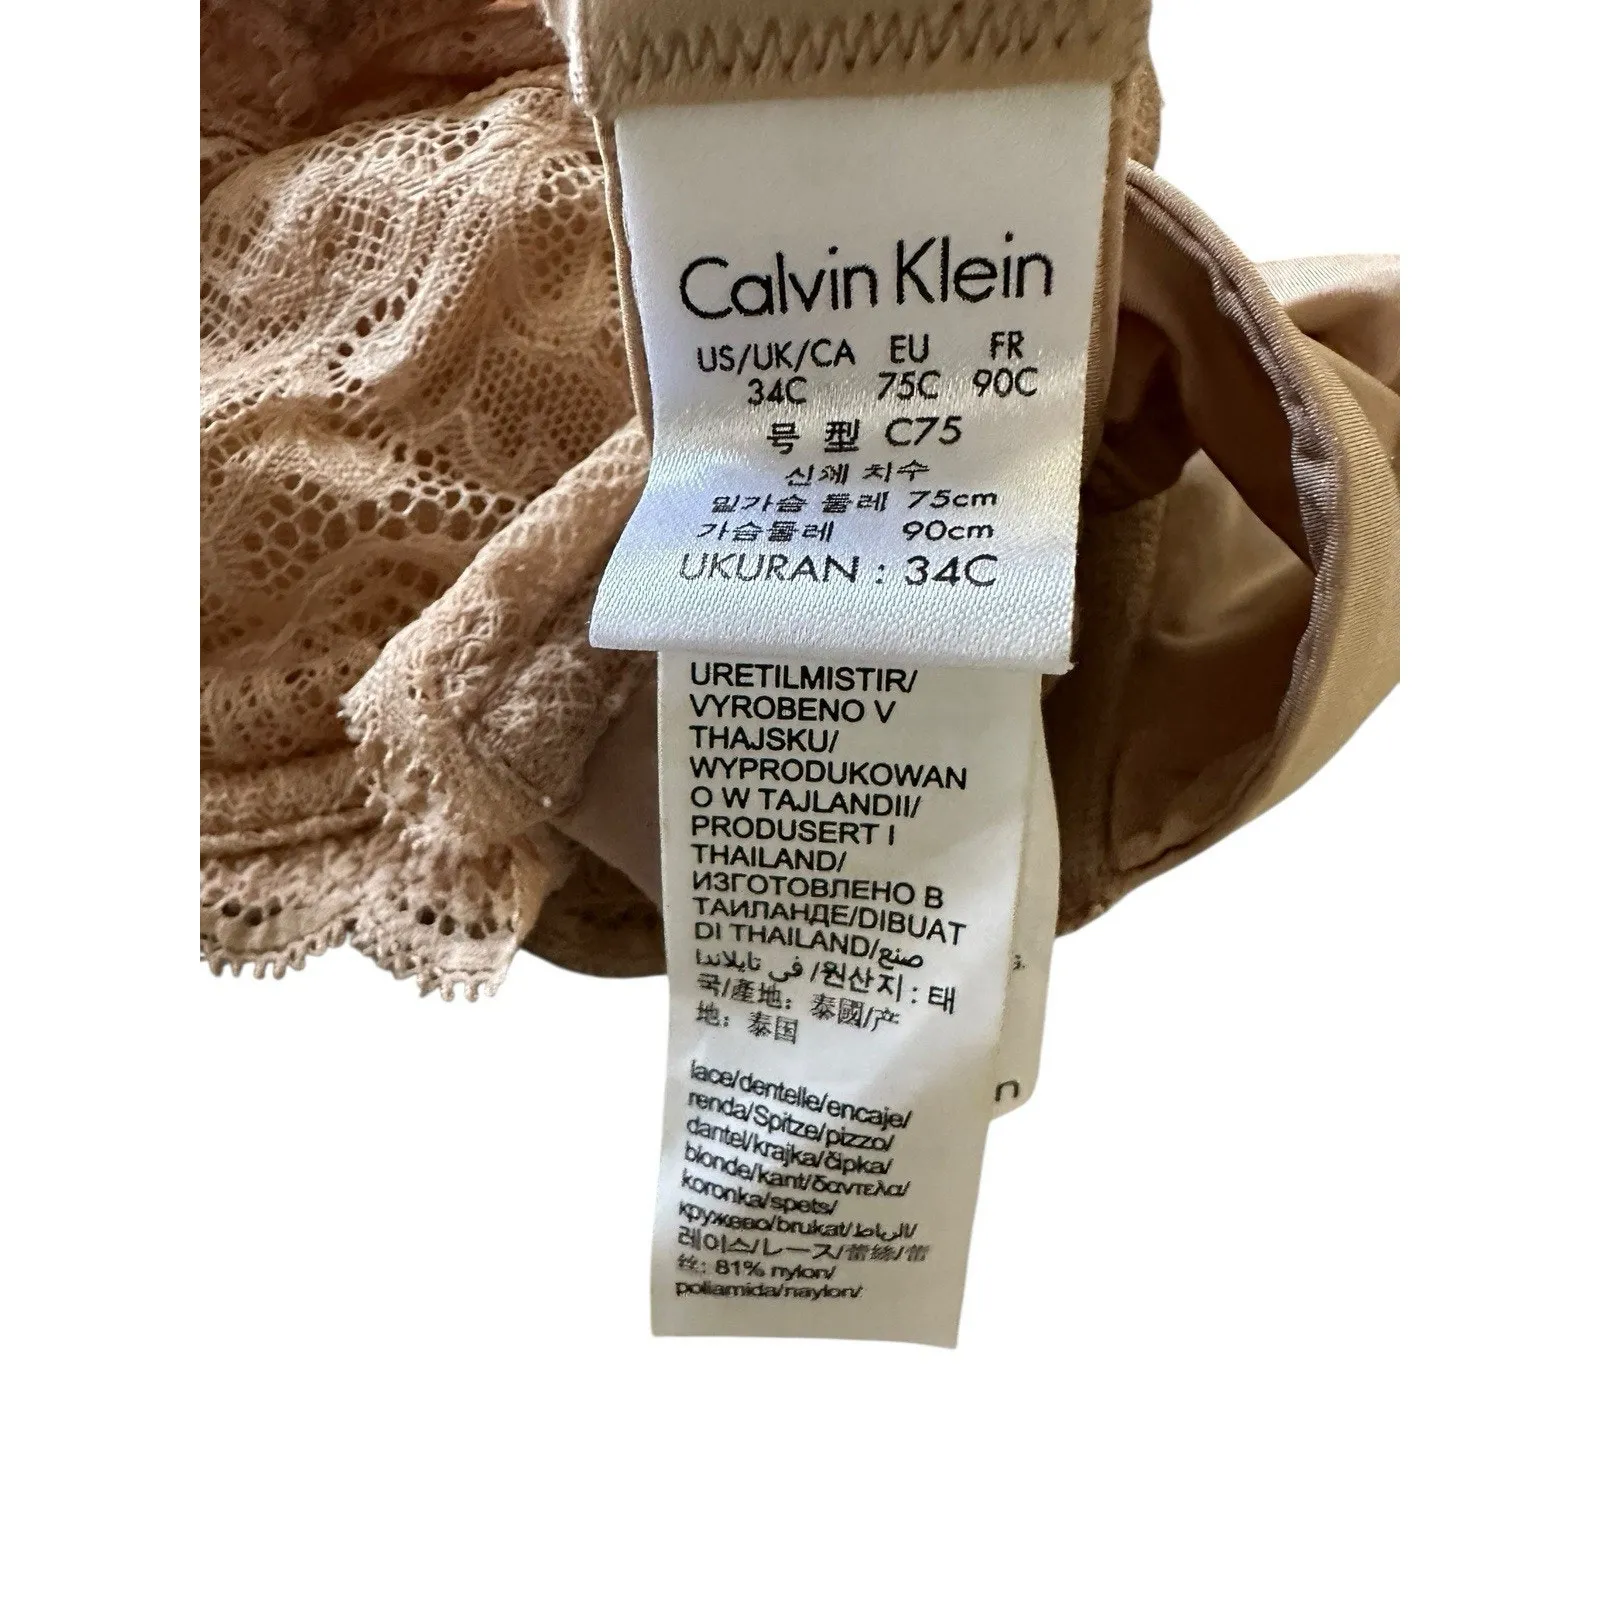 Calvin Klein
US/UK/CA EU FR
34C 75C 90C
号 型 C75
신체 치수
밑가슴 둘레 75cm
가슴둘레 90cm
UKURAN : 34C
URETILMISTIR/
VYROBENO V
THAJSKU/
WYPRODUKOWAN
O W TAJLANDII/
PRODUSERT I
THAILAND/
ИЗГОТОВЛЕНО В
ТАИЛАНДЕ/DIBUAT
DI THAILAND/صنع
في تايلاندا/원산지 : 태
국/產地: 泰國/产
地: 泰国
lace/dentelle/encaje/
renda/Spitze/pizzo/
dantel/krajka/čipka/
blonde/kant/δαντελα/
koronka/spets/
кружево/brukat/الرباط/
레이스/レース/蕾絲/蕾
丝: 81% nylon/
poliamida/naylon/
n